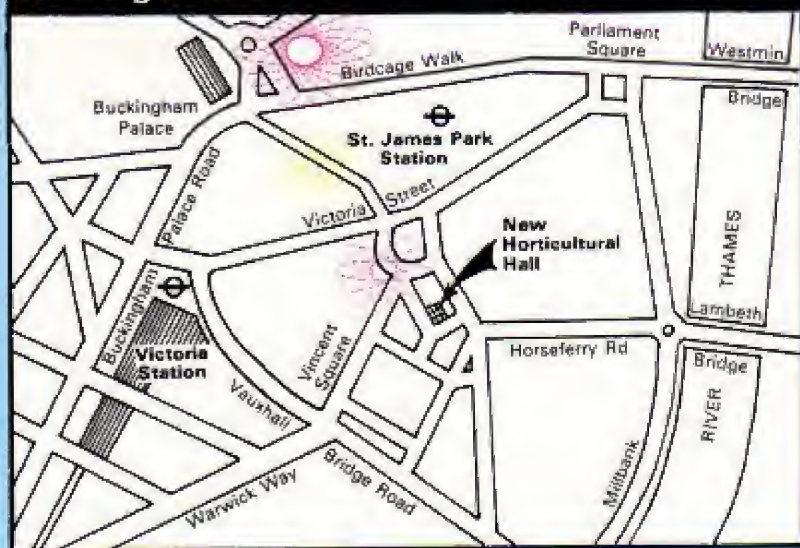 Parliament
Square
Westmin
Birdcage Walk
Bridge
Buckingham
Palace
St. James Park
Station
Palace Road
Victoria
Street
New
Horticultural
Hall
THAMES
Buckingham
Lambeth
Victoria
Station
Vincent
Square
Horseferry Rd
Bridge
Vauxhall
RIVER
Bridge Road
Millbank
Warwick Way